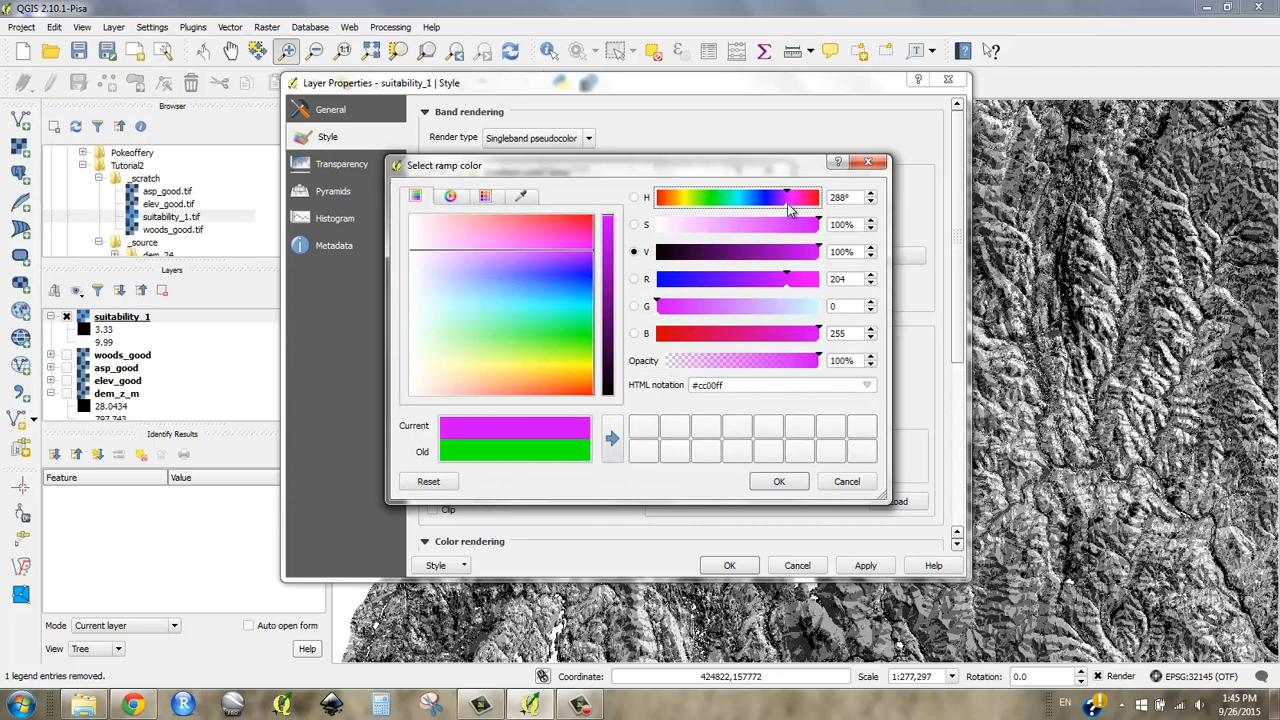 QGIS 2.10.1-Pisa
Project Edit View Layer Settings Plugins Vector Raster Database Web Processing Help
Browser
Pokeoffery
Tutorial2
_scratch
asp_good.tif
elev_good.tif
suitability_1.tif
woods_good.tif
_source
dem_24
Layers
suitability_1
3.33
9.99
woods_good
asp_good
elev_good
dem_z_m
28.0434
797.743
Identify Results
Feature Value
Mode Current layer Auto open form
View Tree Help
Layer Properties - suitability_1 | Style
General
Style
Transparency
Pyramids
Histogram
Metadata
Band rendering
Render type Singleband pseudocolor
Select ramp color
H 288°
S 100%
V 100%
R 204
G 0
B 255
Opacity 100%
HTML notation #cc00ff
Current
Old
Reset OK Cancel
Clip
Color rendering
Style OK Cancel Apply Help
1 legend entries removed. Coordinate: 424822,157772 Scale 1:277,297 Rotation: 0.0 Render EPSG:32145 (OTF)
EN 1:45 PM
9/26/2015